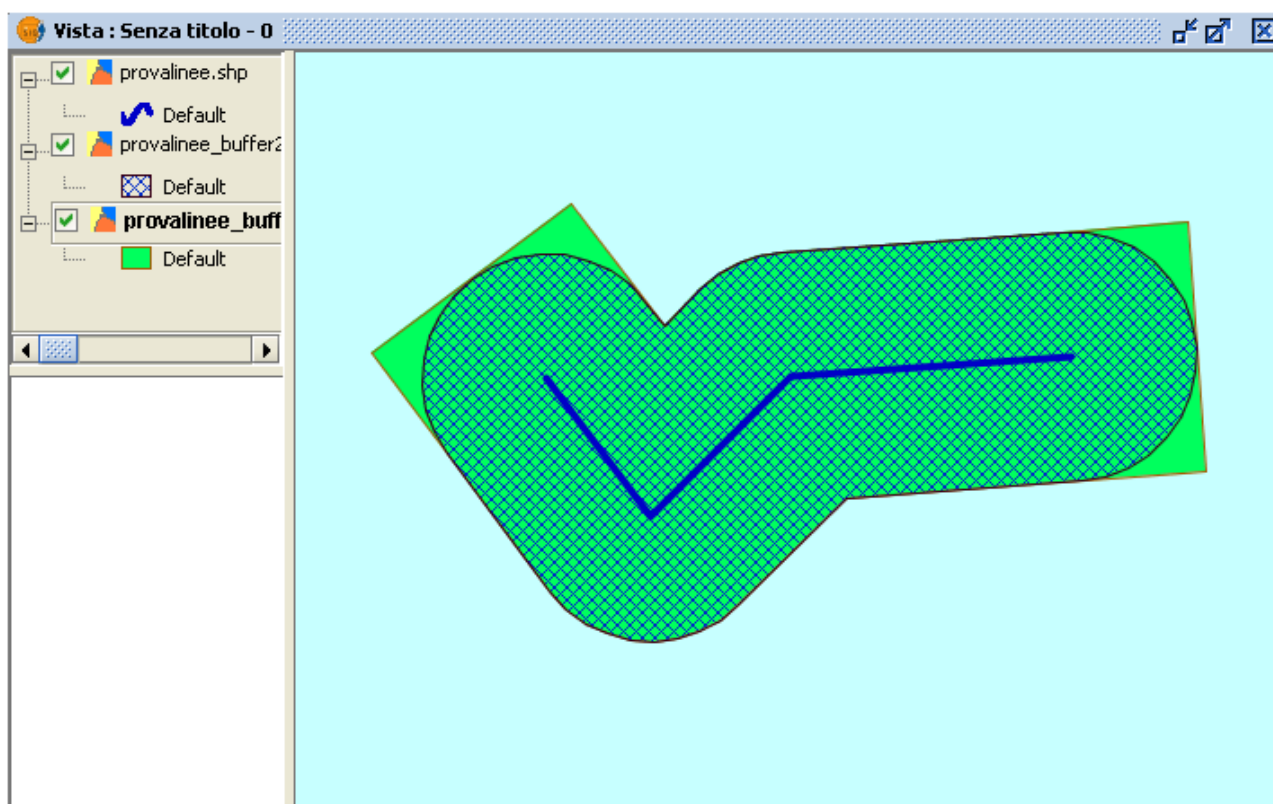 Vista : Senza titolo - 0
provalinee.shp
Default
provalinee_buffer2
Default
provalinee_buff
Default